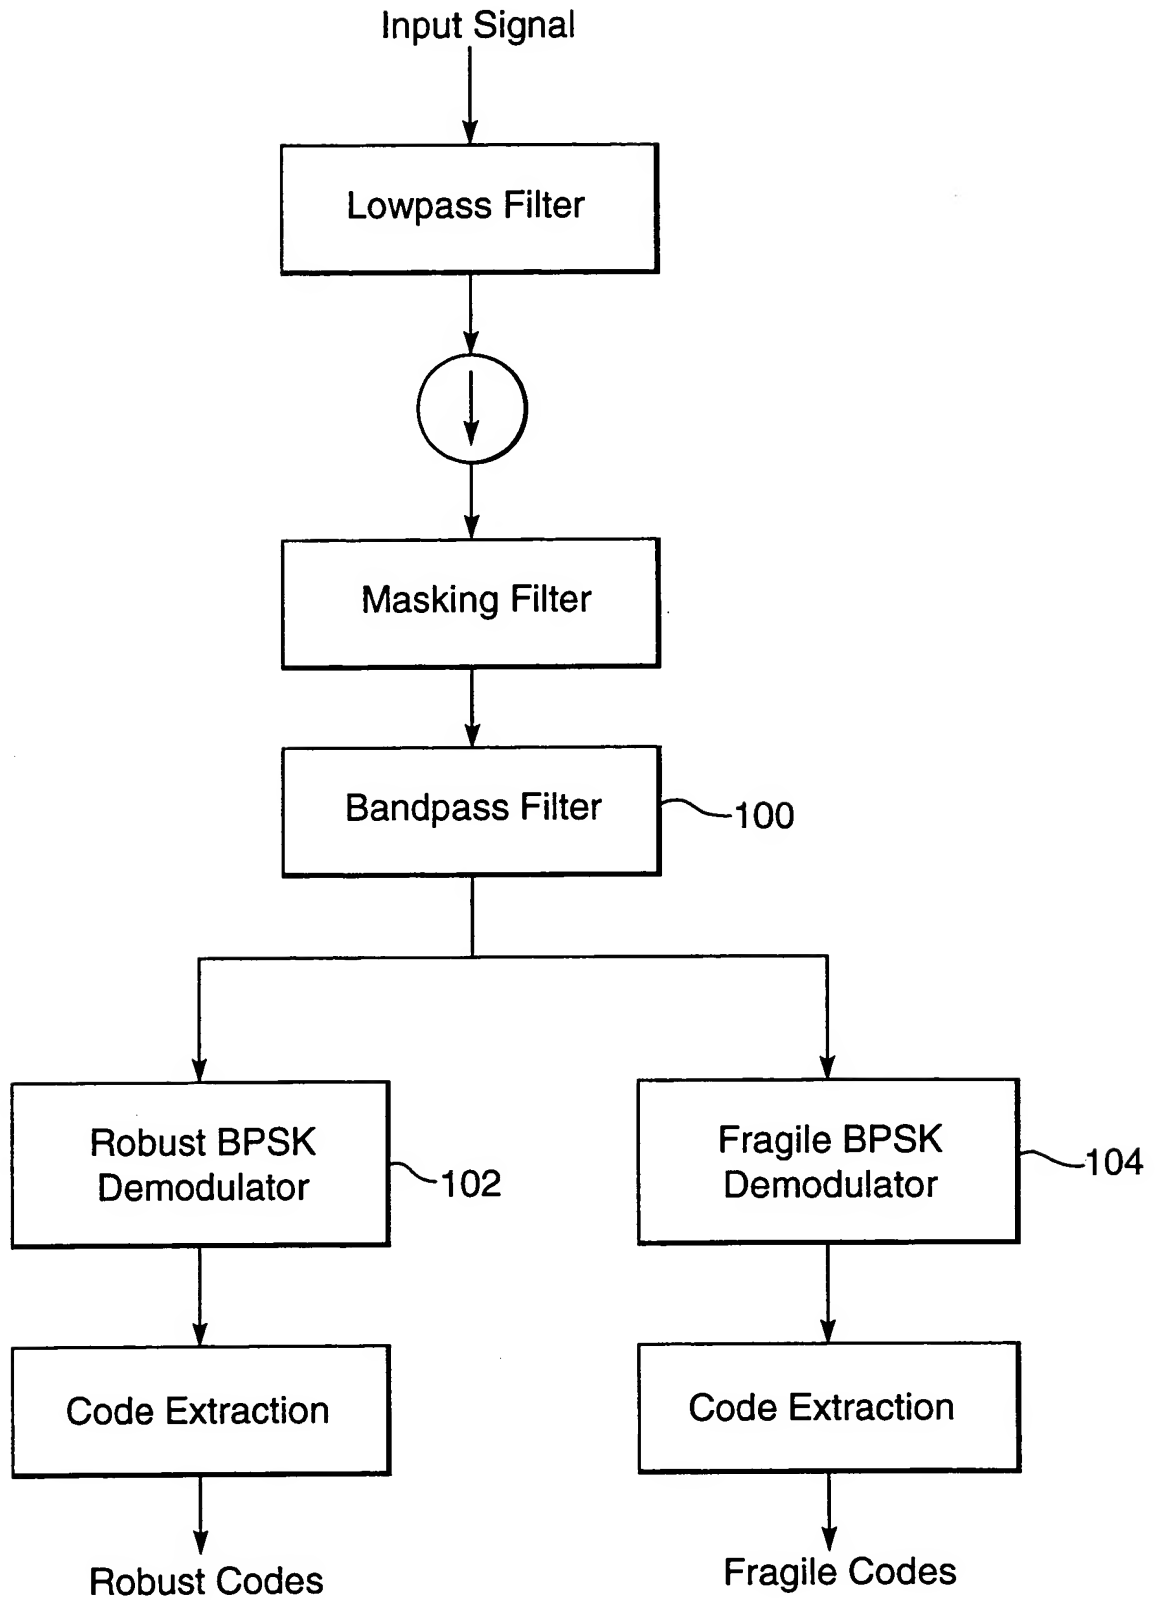 Input Signal
Lowpass Filter
Masking Filter
Bandpass Filter
100
Robust BPSK
Demodulator
102
Fragile BPSK
Demodulator
104
Code Extraction
Code Extraction
Robust Codes
Fragile Codes